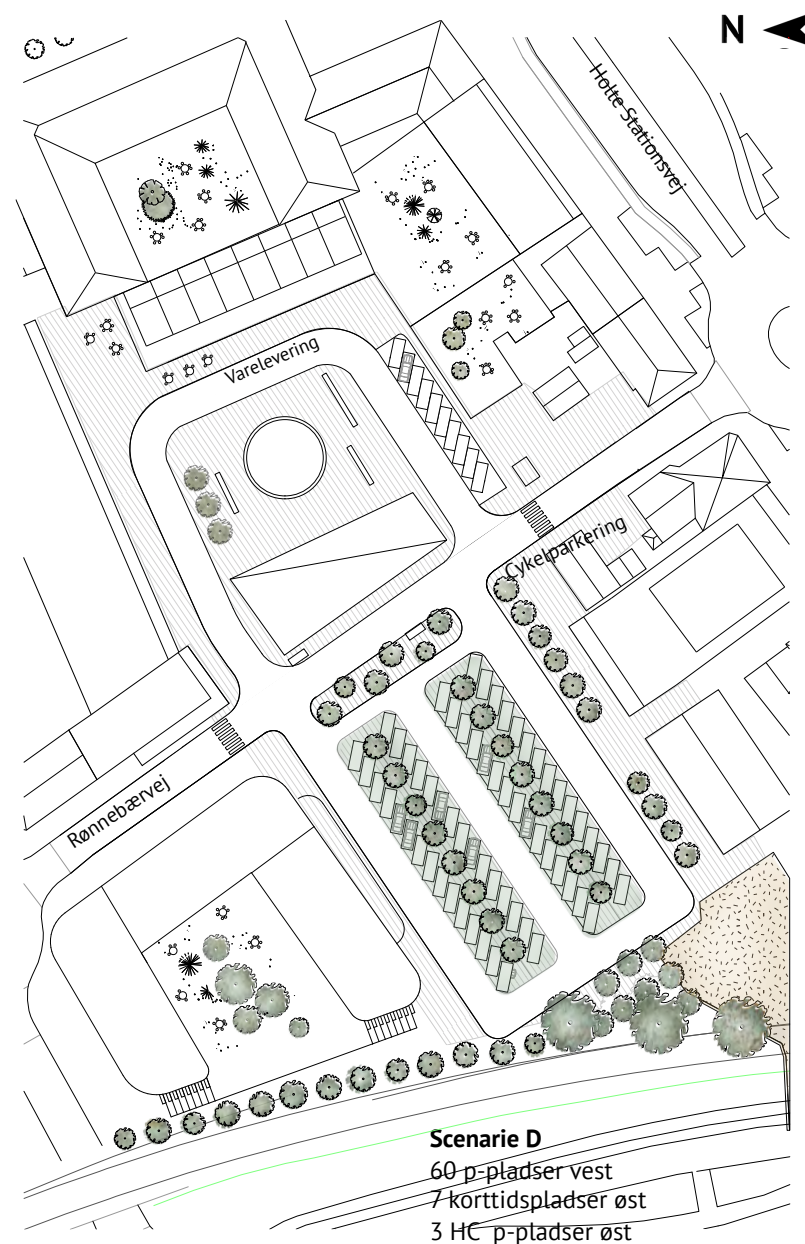 N
Holte Stationsvej
Varelevering
Cykelparkering
Rønnebærvej
Scenarie D
60 p-pladser vest
7 korttidspladser øst
3 HC p-pladser øst